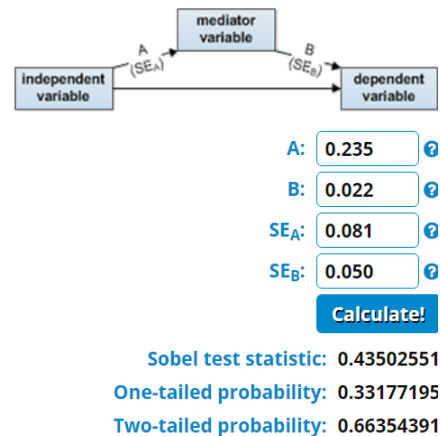 mediator
variable
A
(SEA)
B
(SEB)
independent
variable
dependent
variable
A: 0.235 ?
B: 0.022 ?
SEA: 0.081 ?
SEB: 0.050 ?
Calculate!
Sobel test statistic: 0.43502551
One-tailed probability: 0.33177195
Two-tailed probability: 0.66354391